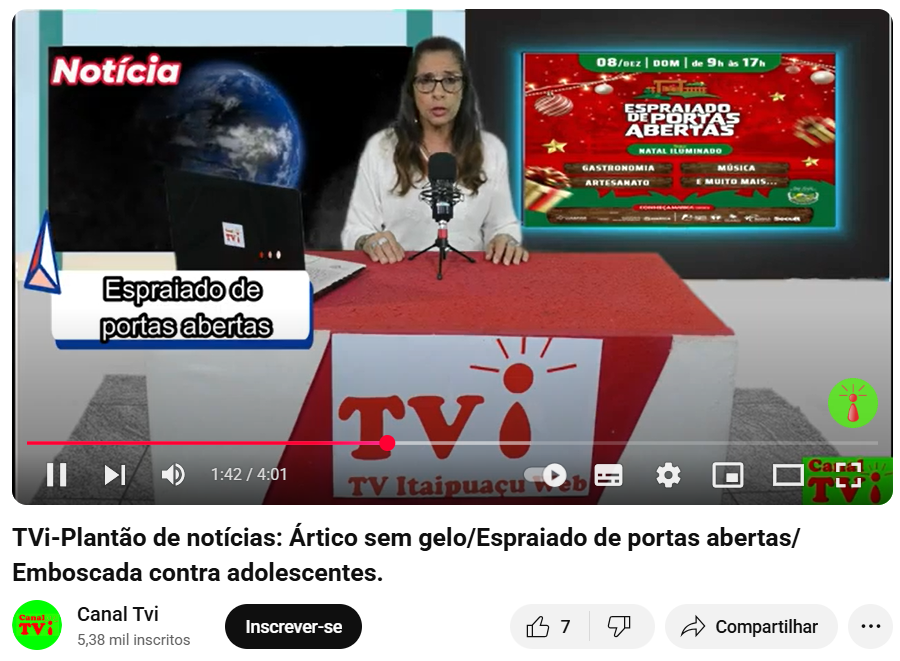 Notícia
08/DEZ | DOM | de 9h às 17h
ESPRAIADO
DE PORTAS
ABERTAS
NATAL ILUMINADO
GASTRONOMIA
MÚSICA
ARTESANATO
E MUITO MAIS...
Canal
TVi
Espraiado de
portas abertas
TVi
TV Itaipuaçu Web
1:42 / 4:01
Canal
TVi
TVi-Plantão de notícias: Ártico sem gelo/Espraiado de portas abertas/
Emboscada contra adolescentes.
Canal
TVi
Canal Tvi
5,38 mil inscritos
Inscrever-se
7
Compartilhar